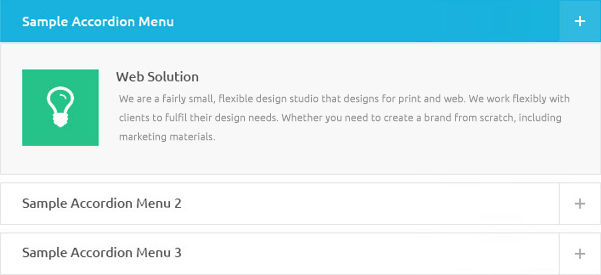 Sample Accordion Menu
Web Solution
We are a fairly small, flexible design studio that designs for print and web. We work flexibly with
clients to fulfil their design needs. Whether you need to create a brand from scratch, including
marketing materials.
Sample Accordion Menu 2
Sample Accordion Menu 3